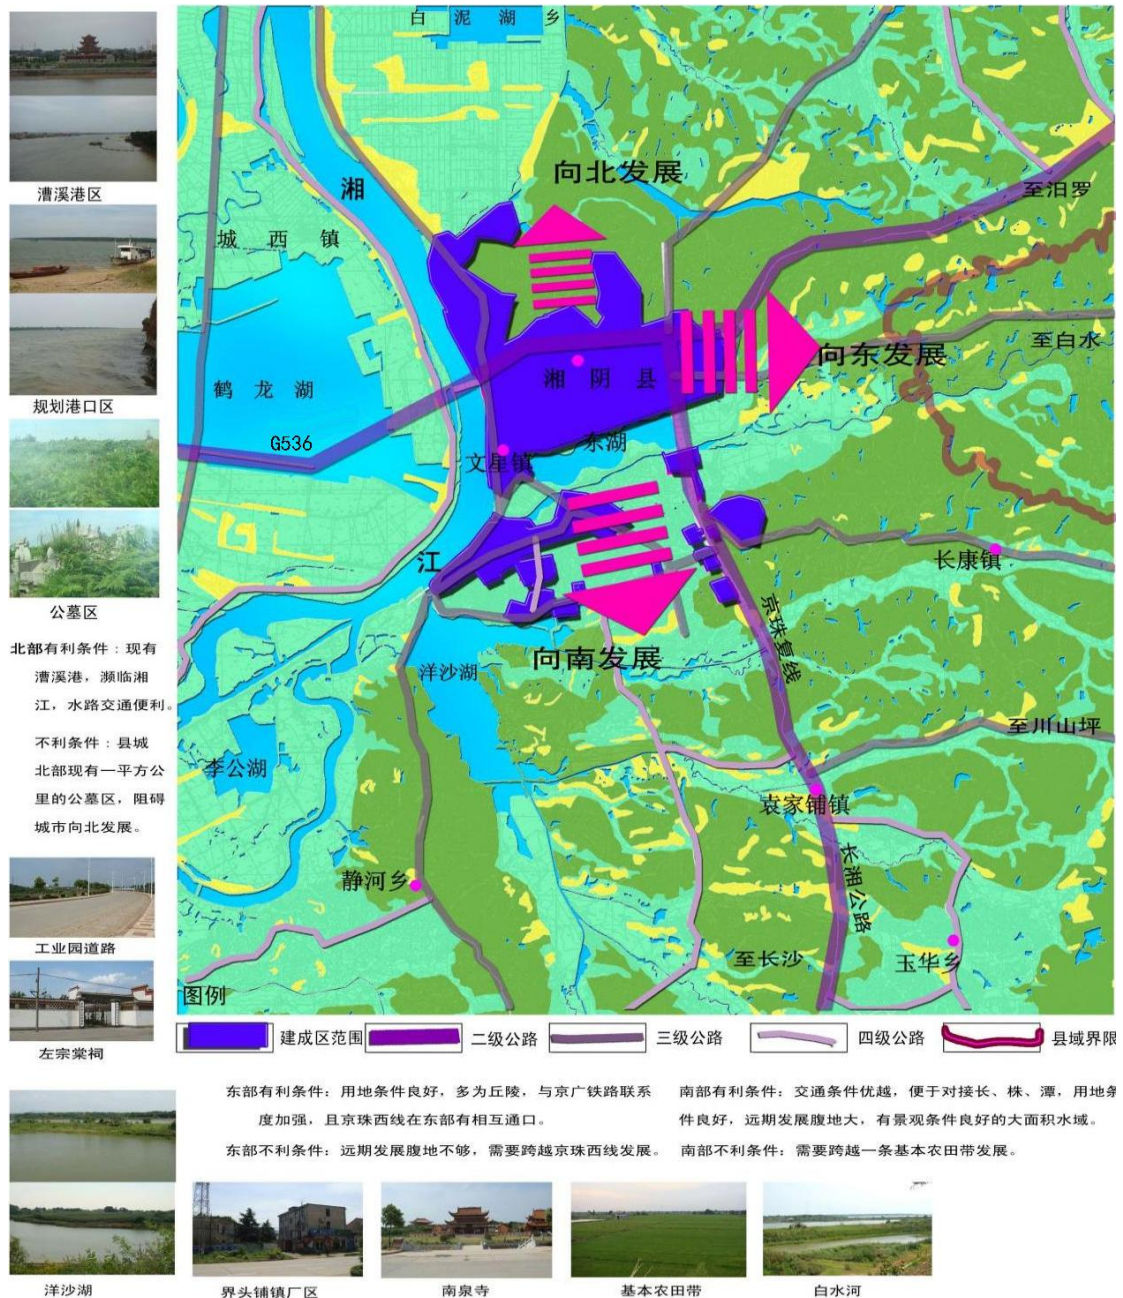 白泥湖乡
漕溪港区
湘
向北发展
至汨罗
城西镇
规划港口区
向东发展
至白水
鹤龙湖
湘阴县
G536
文星镇
东湖
公墓区
江
长康镇
京珠复线
北部有利条件：现有
漕溪港，濒临湘
江，水路交通便利。
不利条件：县城
北部现有一平方公
里的公墓区，阻碍
城市向北发展。
向南发展
洋沙湖
至川山坪
李公湖
袁家铺镇
长湘公路
静河乡
至长沙
玉华乡
工业园道路
左宗棠祠
图例
建成区范围
二级公路
三级公路
四级公路
县域界限
东部有利条件：用地条件良好，多为丘陵，与京广铁路联系
度加强，且京珠西线在东部有相互通口。
东部不利条件：远期发展腹地不够，需要跨越京珠西线发展。
南部有利条件：交通条件优越，便于对接长、株、潭，用地条
件良好，远期发展腹地大，有景观条件良好的大面积水域。
南部不利条件：需要跨越一条基本农田带发展。
洋沙湖
界头铺镇厂区
南泉寺
基本农田带
白水河